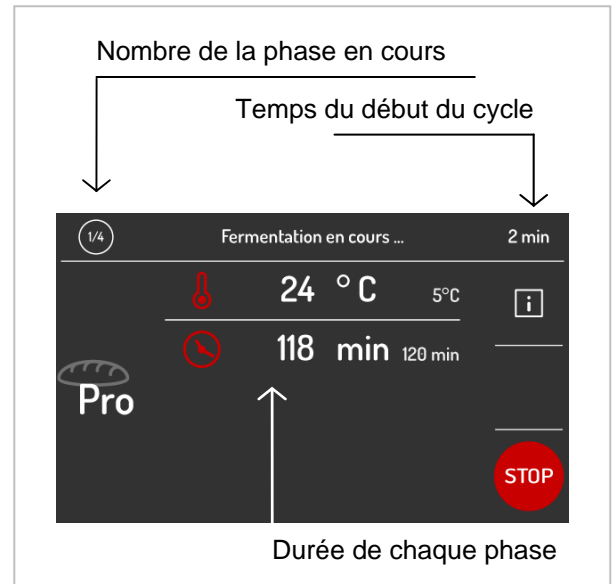 Nombre de la phase en cours
Temps du début du cycle
1/4 Fermentation en cours ... 2 min
24 °C 5°C i
118 min 120 min
Pro
STOP
Durée de chaque phase